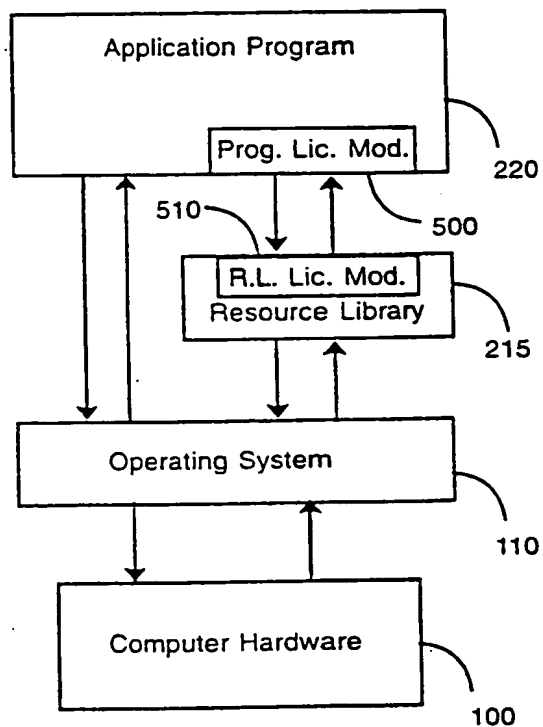 Application Program
Prog. Lic. Mod.
220
500
510
R.L. Lic. Mod.
Resource Library
215
Operating System
110
Computer Hardware
100